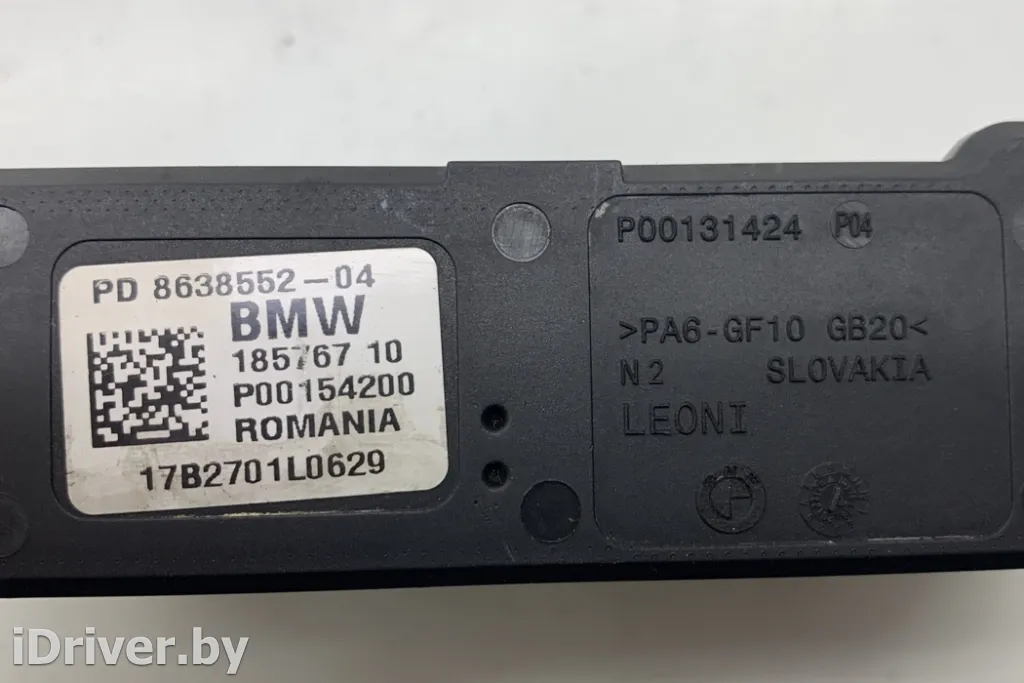 PD 8638552-04
BMW
185767 10
P00154200
ROMANIA
17B2701L0629
P00131424 P04
>PA6-GF10 GB20<
N2 SLOVAKIA
LEONI
iDriver.by